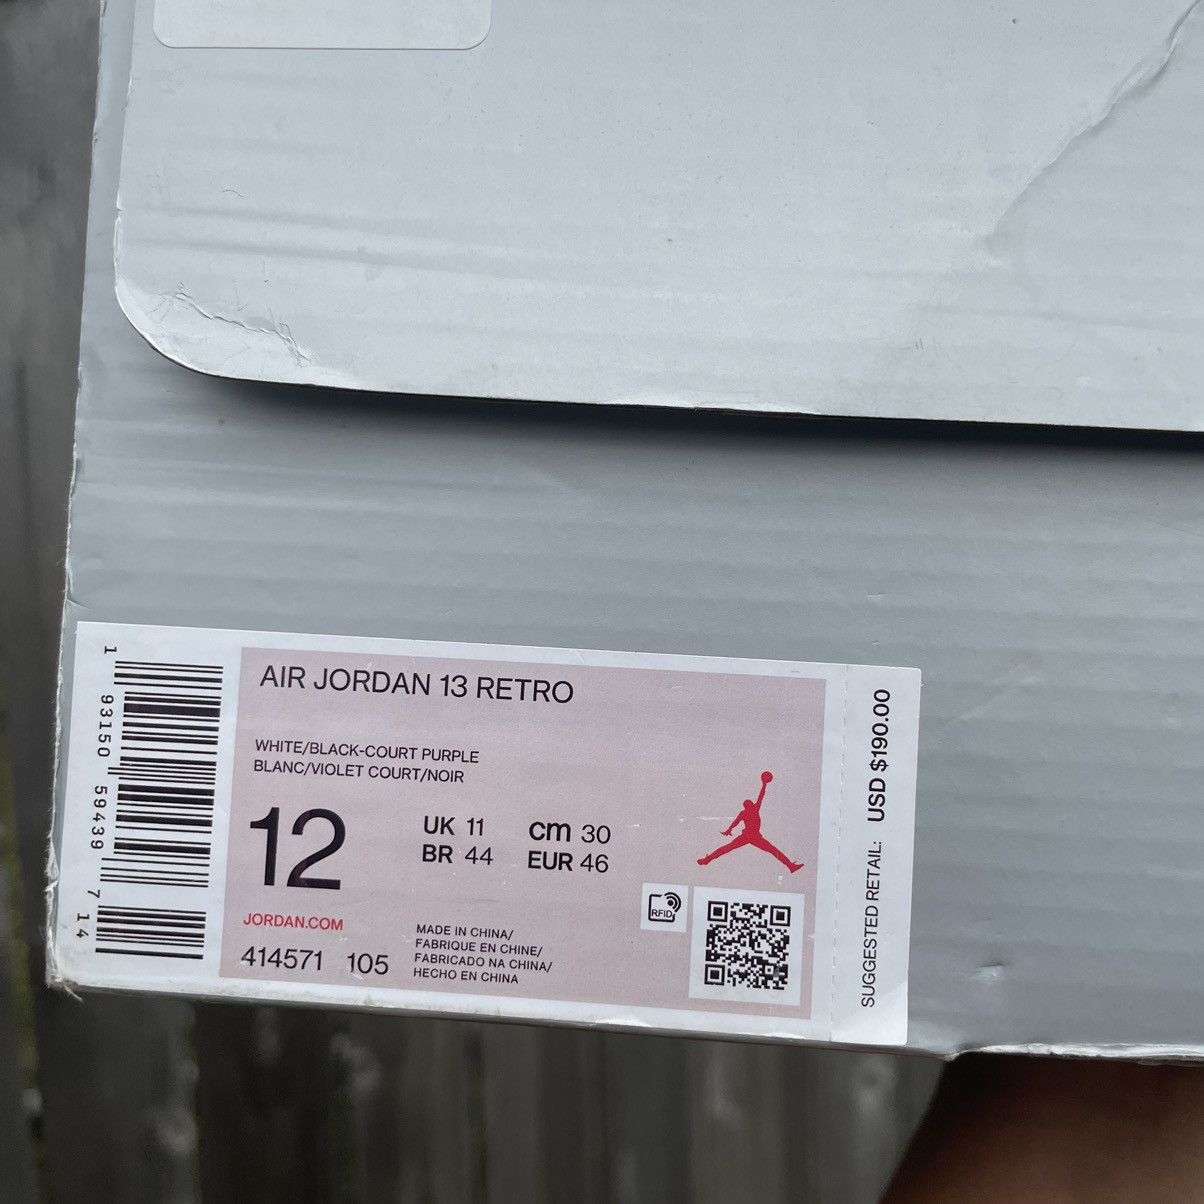 AIR JORDAN 13 RETRO
WHITE/BLACK-COURT PURPLE
BLANC/VIOLET COURT/NOIR
12
UK 11
cm 30
BR 44
EUR 46
JORDAN.COM
414571 105
MADE IN CHINA/
FABRIQUE EN CHINE/
FABRICADO NA CHINA/
HECHO EN CHINA
RFID
1 93150 59439 7 14
SUGGESTED RETAIL: USD $190.00